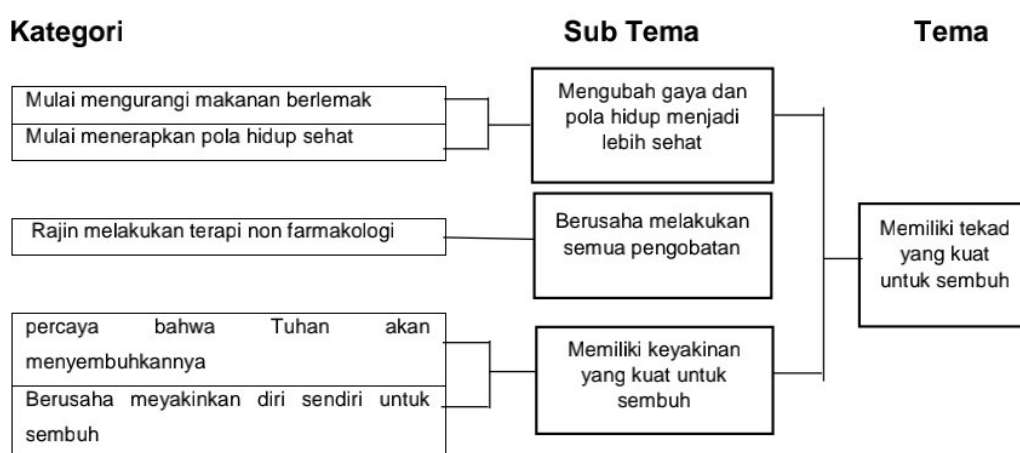 Kategori
Sub Tema
Tema
Mulai mengurangi makanan berlemak
Mulai menerapkan pola hidup sehat
Mengubah gaya dan
pola hidup menjadi
lebih sehat
Rajin melakukan terapi non farmakologi
Berusaha melakukan
semua pengobatan
percaya bahwa Tuhan akan
menyembuhkannya
Berusaha meyakinkan diri sendiri untuk
sembuh
Memiliki keyakinan
yang kuat untuk
sembuh
Memiliki tekad
yang kuat
untuk sembuh